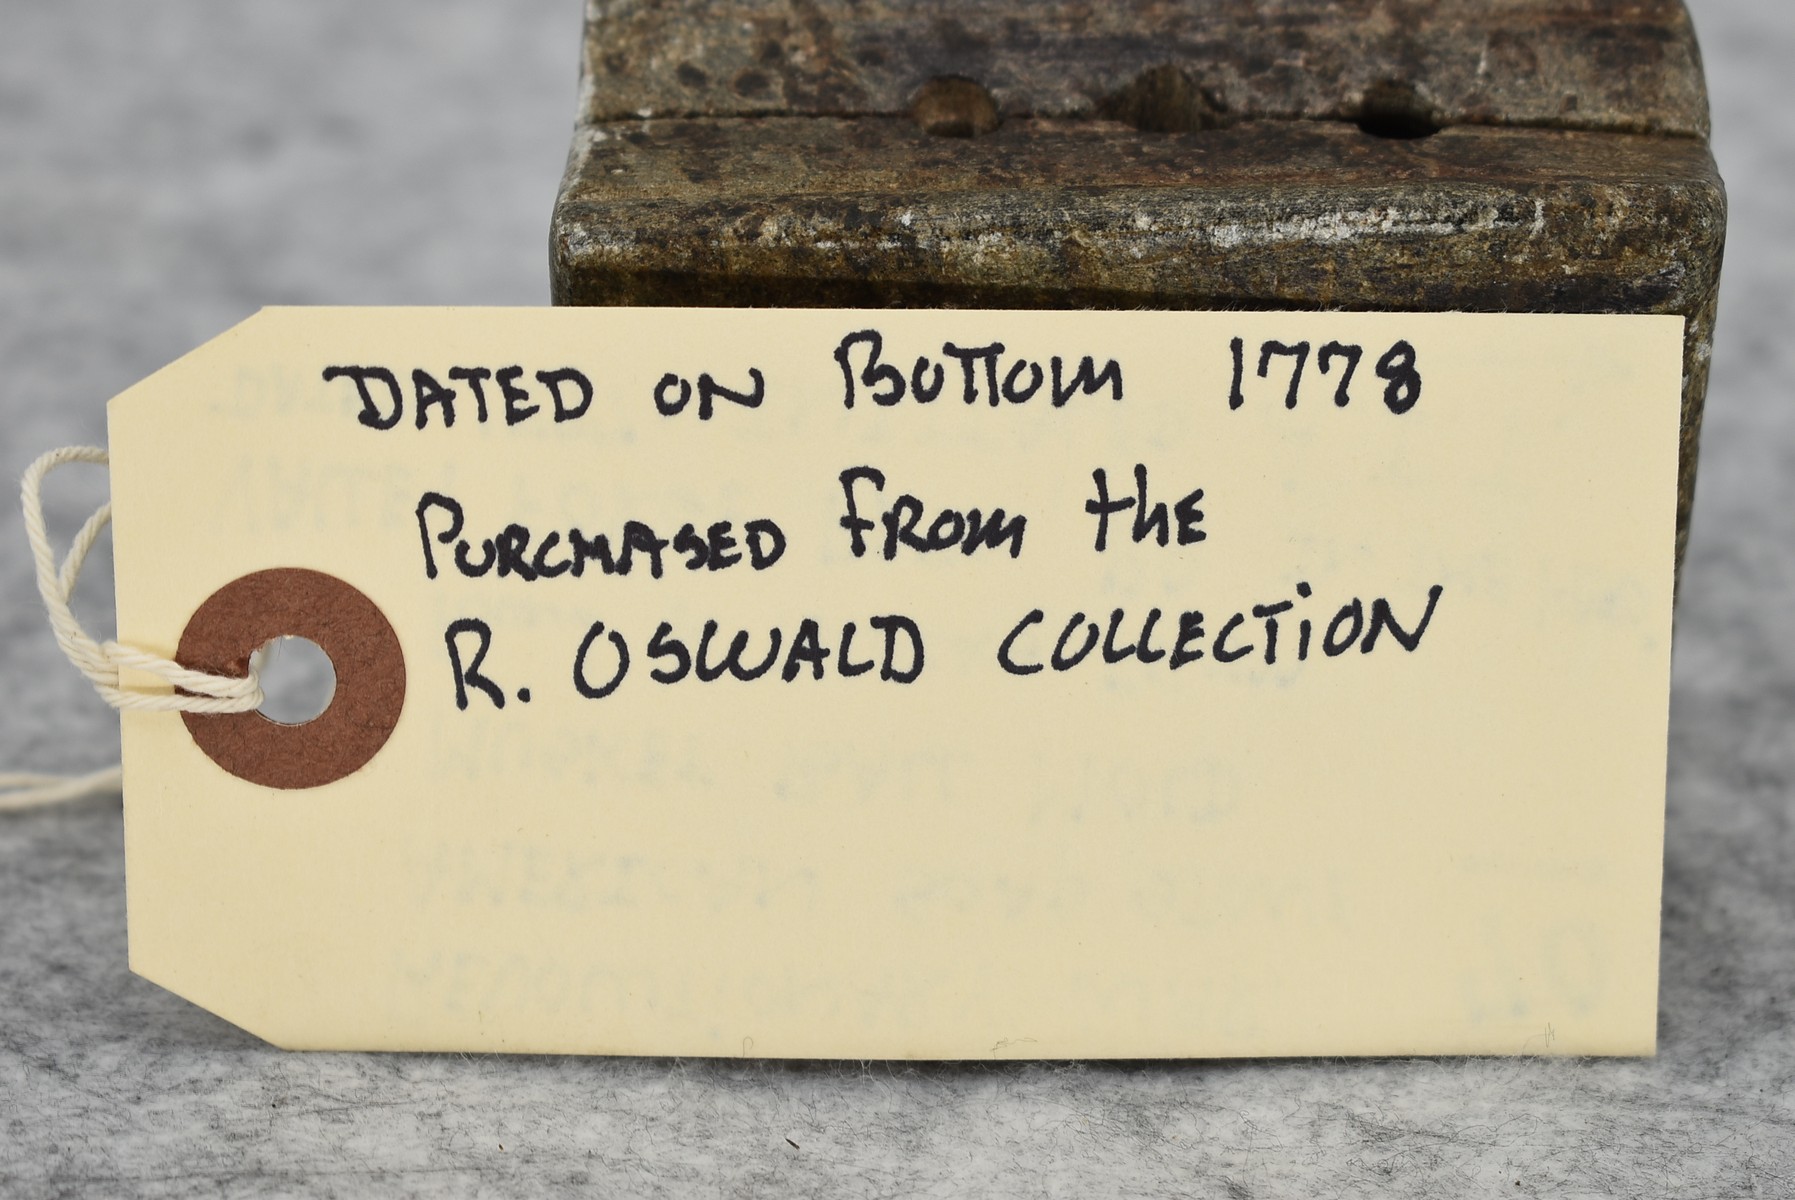 DATED ON BOTTOM 1778
PURCHASED FROM the
R. OSWALD COLLECTiON